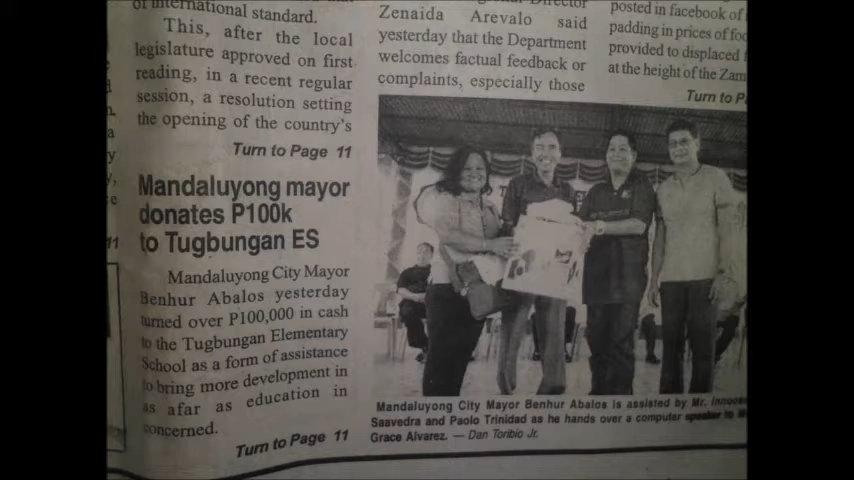 of international standard.
This, after the local
legislature approved on first
reading, in a recent regular
session, a resolution setting
the opening of the country's
Turn to Page 11
Mandaluyong mayor
donates P100k
to Tugbungan ES
Mandaluyong City Mayor
Benhur Abalos yesterday
turned over P100,000 in cash
to the Tugbungan Elementary
School as a form of assistance
to bring more development in
as afar as education in
concerned.
Turn to Page 11
Director
Zenaida Arevalo said
yesterday that the Department
welcomes factual feedback or
complaints, especially those
posted in facebook of
padding in prices of
provided to displaced
at the height of the
Turn to
Mandaluyong City Mayor Benhur Abalos is assisted by Mr.
Saavedra and Paolo Trinidad as he hands over a computer speaker to
Grace Alvarez. — Dan Toribio Jr.
11